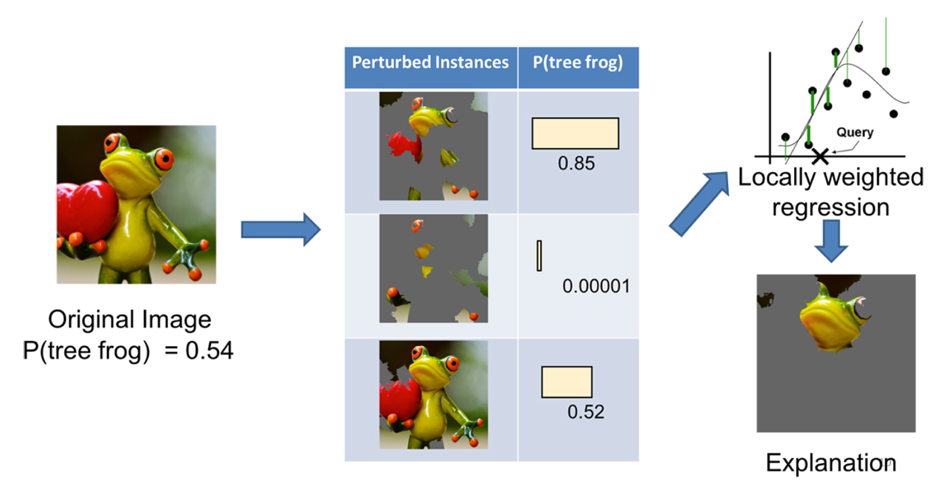 Original Image
P(tree frog) = 0.54
Perturbed Instances
P(tree frog)
0.85
0.00001
0.52
Query
Locally weighted
regression
Explanation